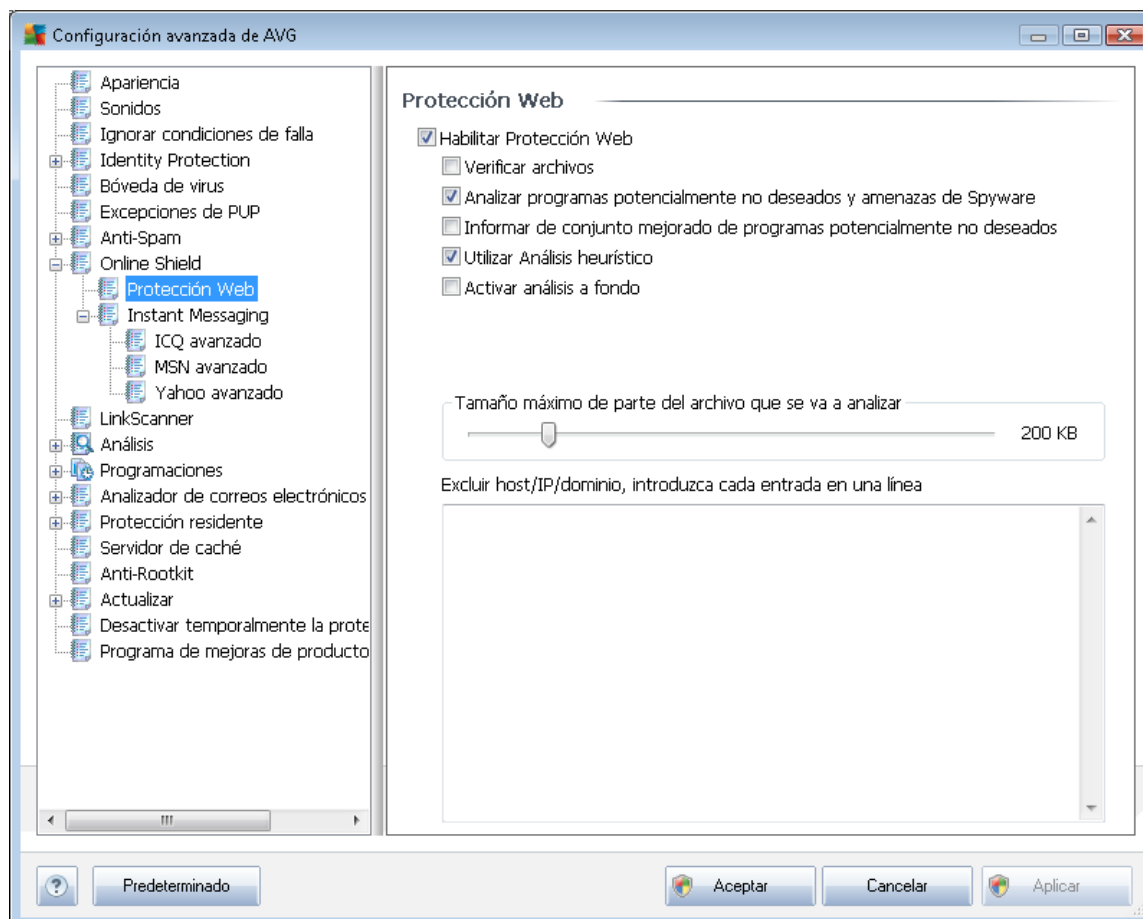 Configuración avanzada de AVG
Apariencia
Sonidos
Ignorar condiciones de falla
Identity Protection
Bóveda de virus
Excepciones de PUP
Anti-Spam
Online Shield
Protección Web
Instant Messaging
ICQ avanzado
MSN avanzado
Yahoo avanzado
LinkScanner
Análisis
Programaciones
Analizador de correos electrónicos
Protección residente
Servidor de caché
Anti-Rootkit
Actualizar
Desactivar temporalmente la prote
Programa de mejoras de producto
Protección Web
Habilitar Protección Web
Verificar archivos
Analizar programas potencialmente no deseados y amenazas de Spyware
Informar de conjunto mejorado de programas potencialmente no deseados
Utilizar Análisis heurístico
Activar análisis a fondo
Tamaño máximo de parte del archivo que se va a analizar
200 KB
Excluir host/IP/dominio, introduzca cada entrada en una línea
? Predeterminado Aceptar Cancelar Aplicar